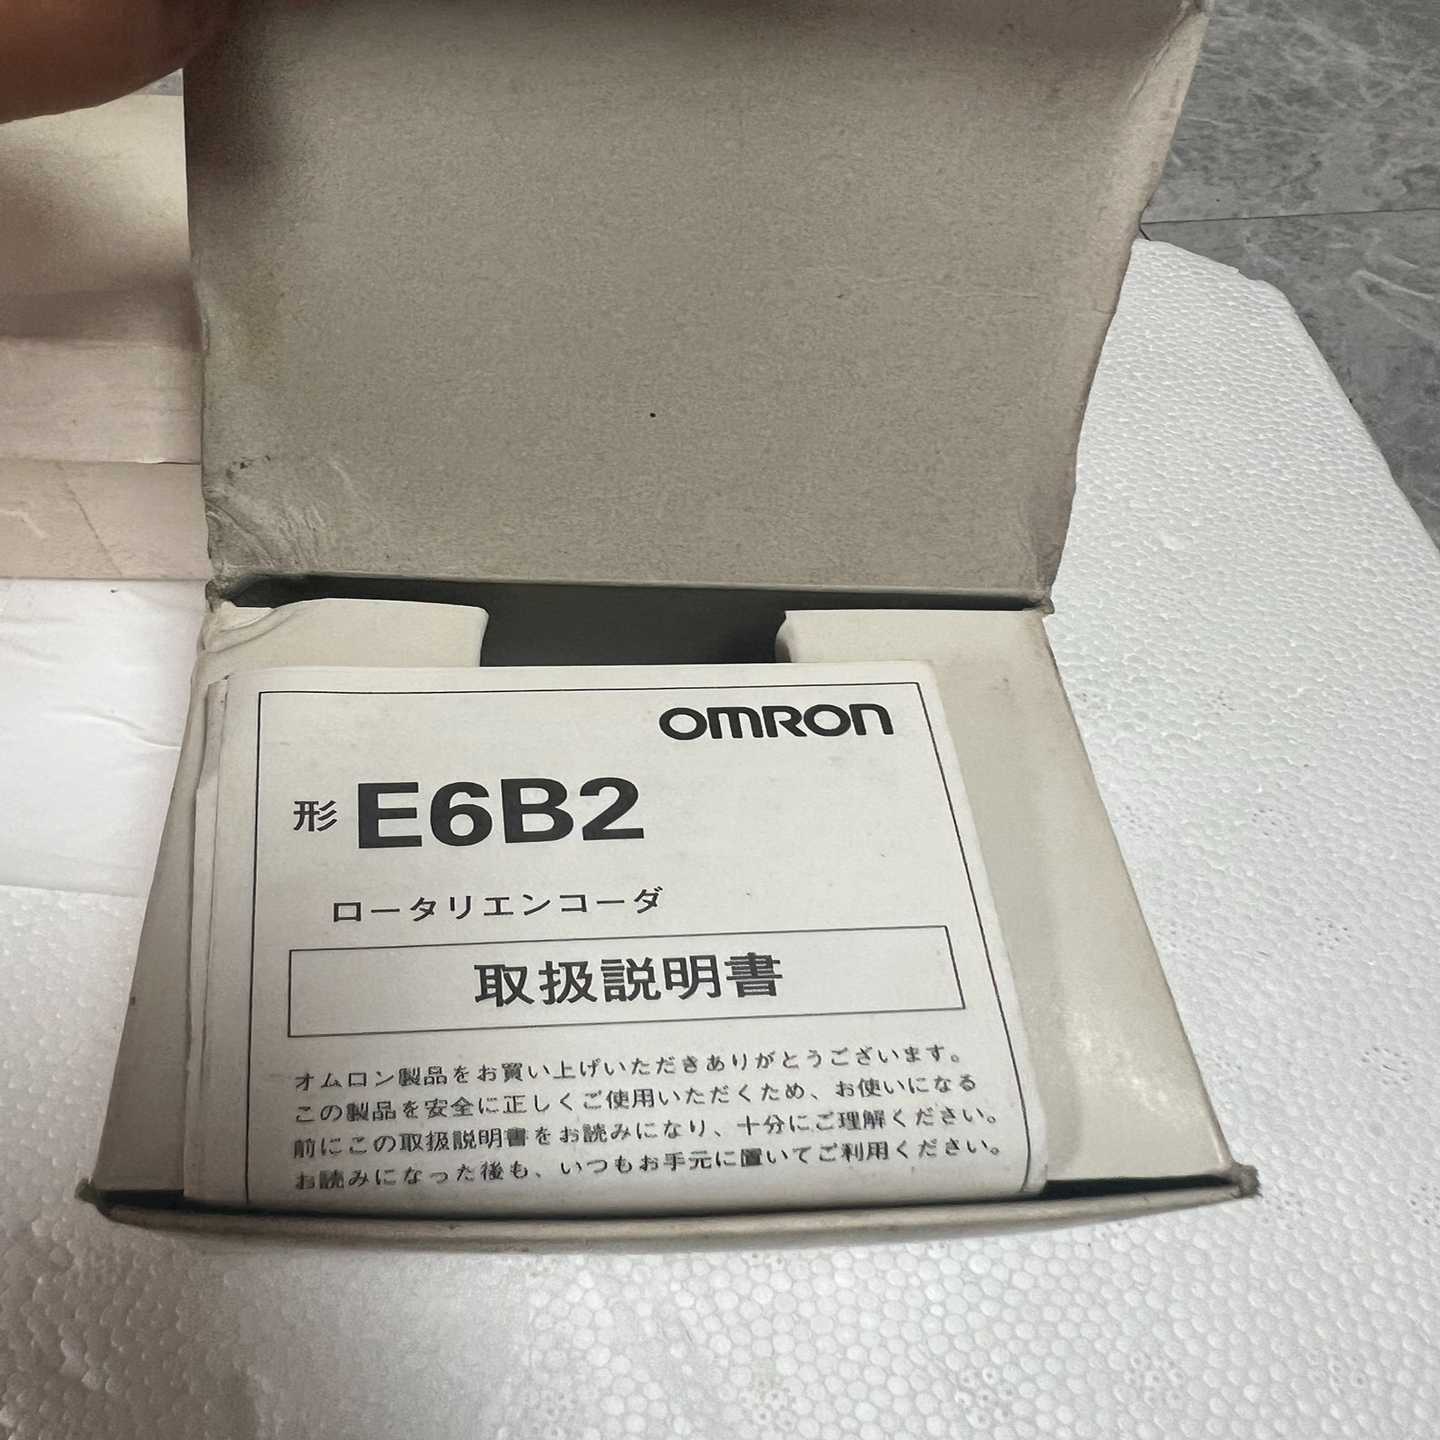 OMRON
形 E6B2
ロータリエンコーダ
取扱説明書
オムロン製品をお買い上げいただきありがとうございます。
この製品を安全に正しくご使用いただくため、お使いになる
前にこの取扱説明書をお読みになり、十分にご理解ください。
お読みになった後も、いつもお手元に置いてご利用ください。